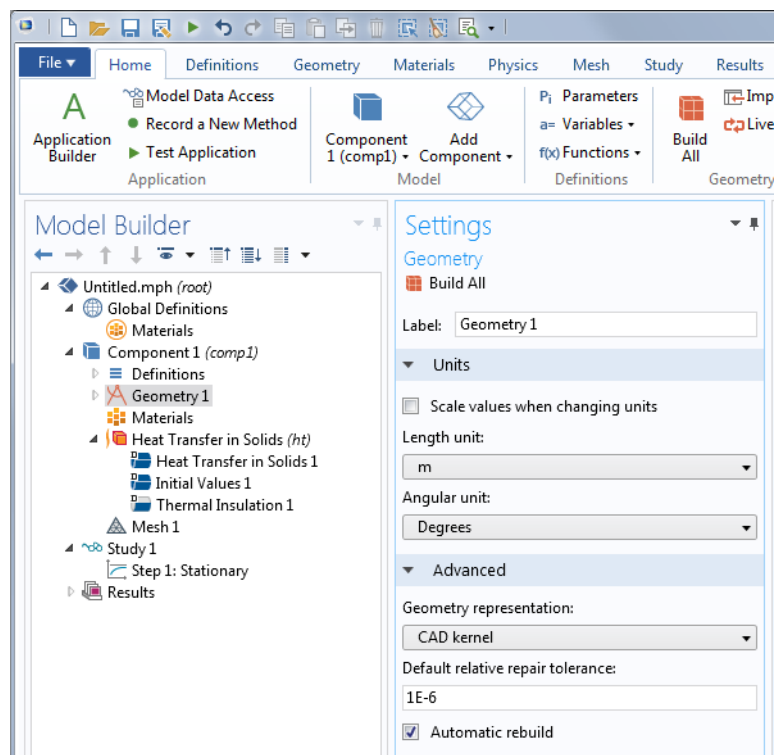 File Home Definitions Geometry Materials Physics Mesh Study Results
Application Builder
Model Data Access
Record a New Method
Test Application
Application
Component 1 (comp1)
Add Component
Model
Pi Parameters
a= Variables
f(x) Functions
Definitions
Build All
Imp
Live
Geometry
Model Builder
Untitled.mph (root)
Global Definitions
Materials
Component 1 (comp1)
Definitions
Geometry 1
Materials
Heat Transfer in Solids (ht)
D Heat Transfer in Solids 1
D Initial Values 1
D Thermal Insulation 1
Mesh 1
Study 1
Step 1: Stationary
Results
Settings
Geometry
Build All
Label: Geometry 1
Units
Scale values when changing units
Length unit:
m
Angular unit:
Degrees
Advanced
Geometry representation:
CAD kernel
Default relative repair tolerance:
1E-6
Automatic rebuild